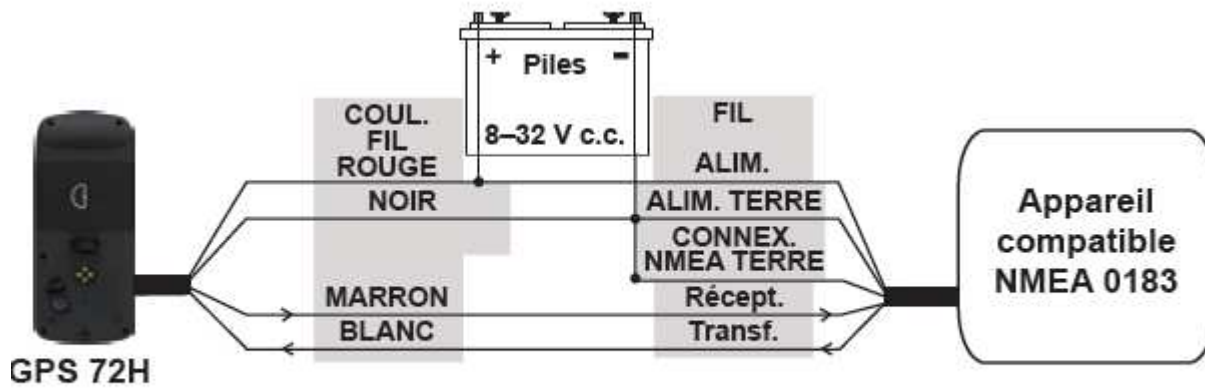 + Piles -
8–32 V c.c.
COUL.
FIL
ROUGE
NOIR
MARRON
BLANC
FIL
ALIM.
ALIM. TERRE
CONNEX.
NMEA TERRE
Récept.
Transf.
Appareil
compatible
NMEA 0183
GPS 72H